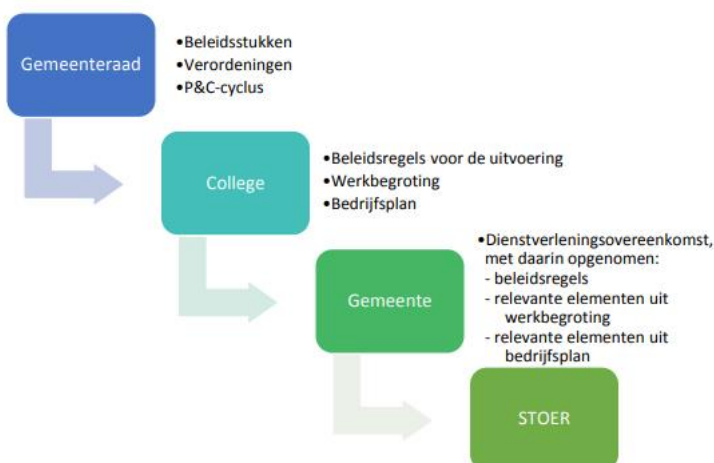 Gemeenteraad
•Beleidsstukken
•Verordeningen
•P&C-cyclus
College
•Beleidsregels voor de uitvoering
•Werkbegroting
•Bedrijfsplan
Gemeente
•Dienstverleningsovereenkomst,
met daarin opgenomen:
- beleidsregels
- relevante elementen uit
werkbegroting
- relevante elementen uit
bedrijfsplan
STOER